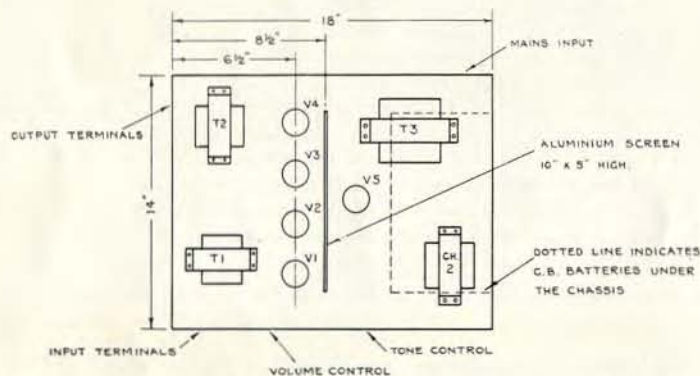 18"
8½"
6½"
MAINS INPUT
V4
T2
T3
OUTPUT TERMINALS
ALUMINIUM SCREEN
10" x 5" HIGH.
V3
V5
14"
V2
T1
V1
CH.
2
DOTTED LINE INDICATES
G.B. BATTERIES UNDER
THE CHASSIS
INPUT TERMINALS
TONE CONTROL
VOLUME CONTROL